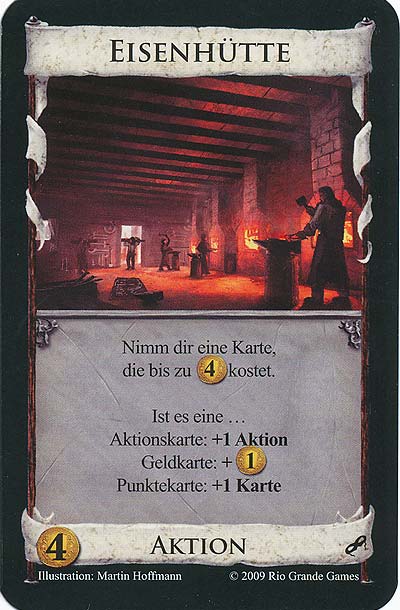 EISENHÜTTE
Nimm dir eine Karte,
die bis zu 4 kostet.
Ist es eine …
Aktionskarte: +1 Aktion
Geldkarte: + 1
Punktekarte: +1 Karte
4 AKTION
Illustration: Martin Hoffmann © 2009 Rio Grande Games